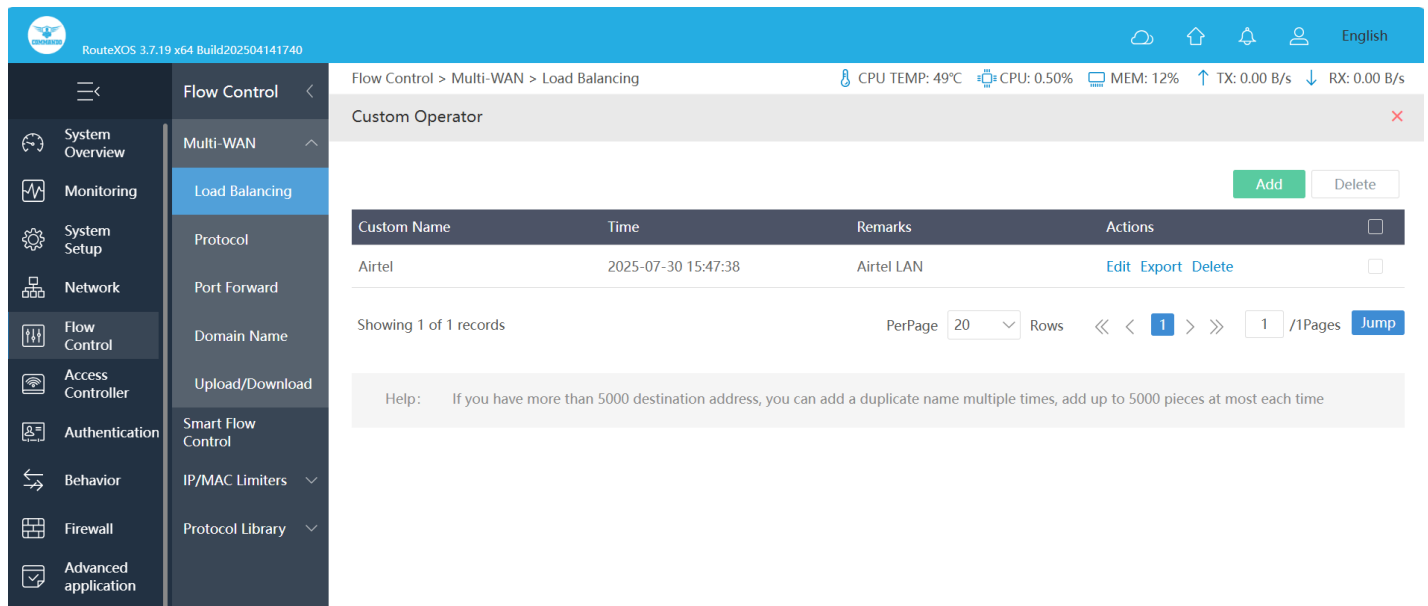 COMMANDO
RouteXOS 3.7.19 x64 Build202504141740
English
Flow Control
Flow Control > Multi-WAN > Load Balancing
CPU TEMP: 49℃ CPU: 0.50% MEM: 12% TX: 0.00 B/s RX: 0.00 B/s
Custom Operator
System
Overview
Monitoring
System
Setup
Network
Flow
Control
Access
Controller
Authentication
Behavior
Firewall
Advanced
application
Multi-WAN
Load Balancing
Protocol
Port Forward
Domain Name
Upload/Download
Smart Flow
Control
IP/MAC Limiters
Protocol Library
Add Delete
Custom Name Time Remarks Actions
Airtel 2025-07-30 15:47:38 Airtel LAN Edit Export Delete
Showing 1 of 1 records PerPage 20 Rows 1 1 /1Pages Jump
Help: If you have more than 5000 destination address, you can add a duplicate name multiple times, add up to 5000 pieces at most each time